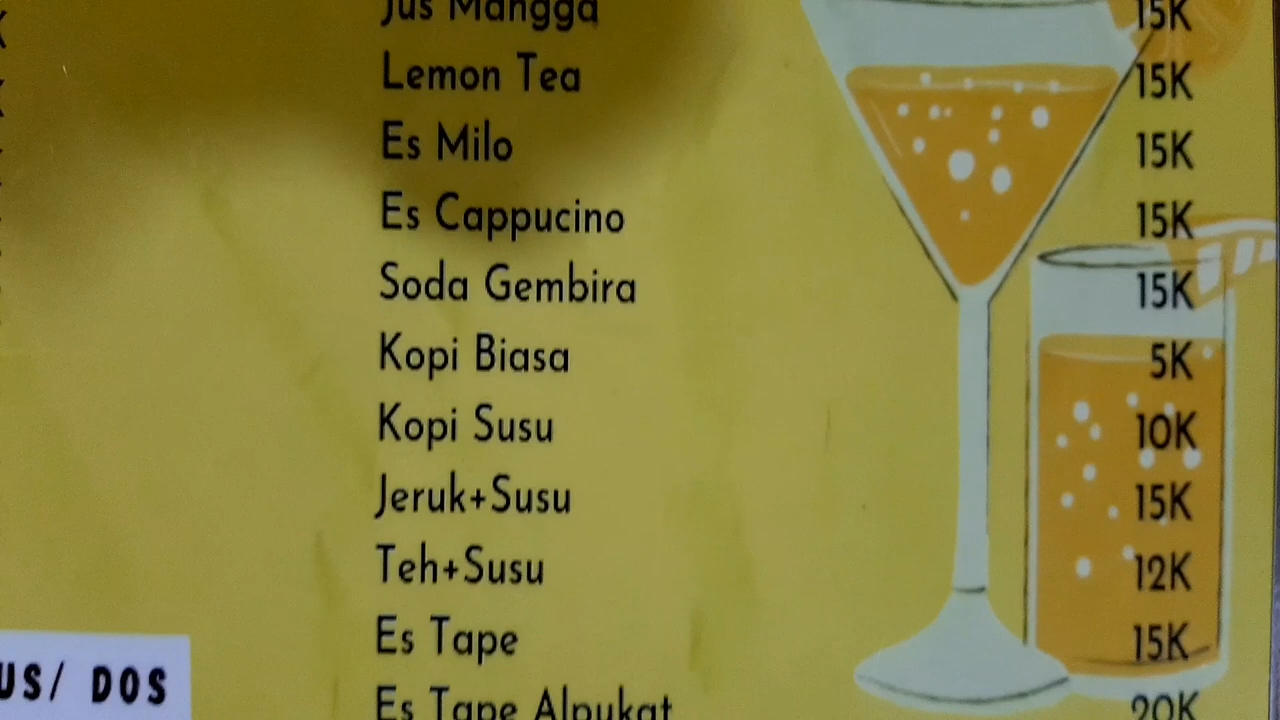 Jus Mangga 15K
Lemon Tea 15K
Es Milo 15K
Es Cappucino 15K
Soda Gembira 15K
Kopi Biasa 5K
Kopi Susu 10K
Jeruk+Susu 15K
Teh+Susu 12K
Es Tape 15K
US/ DOS
Es Tape Alpukat 20K